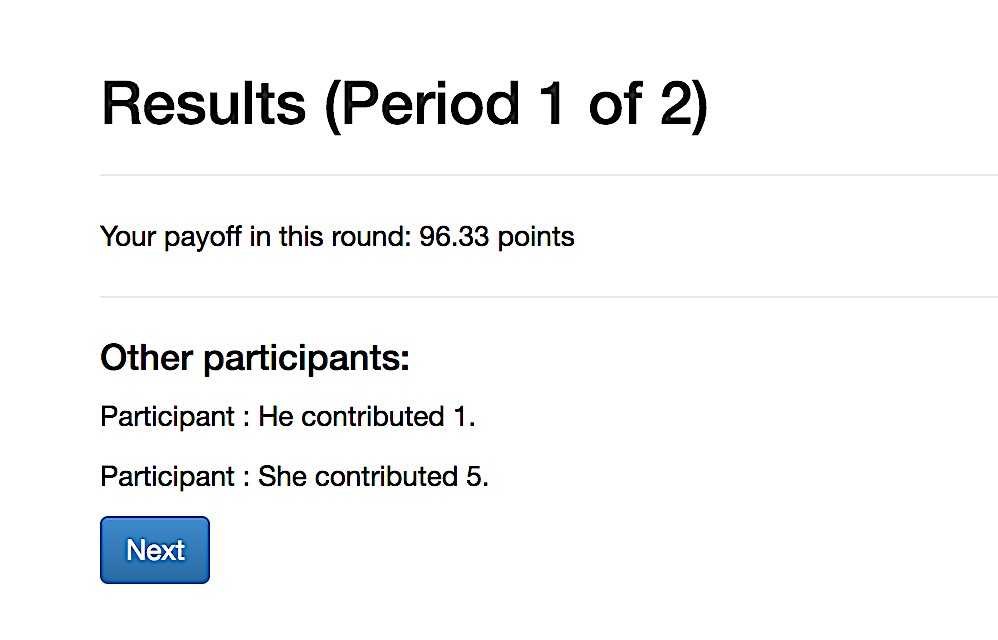 Results (Period 1 of 2)
Your payoff in this round: 96.33 points
Other participants:
Participant : He contributed 1.
Participant : She contributed 5.
Next